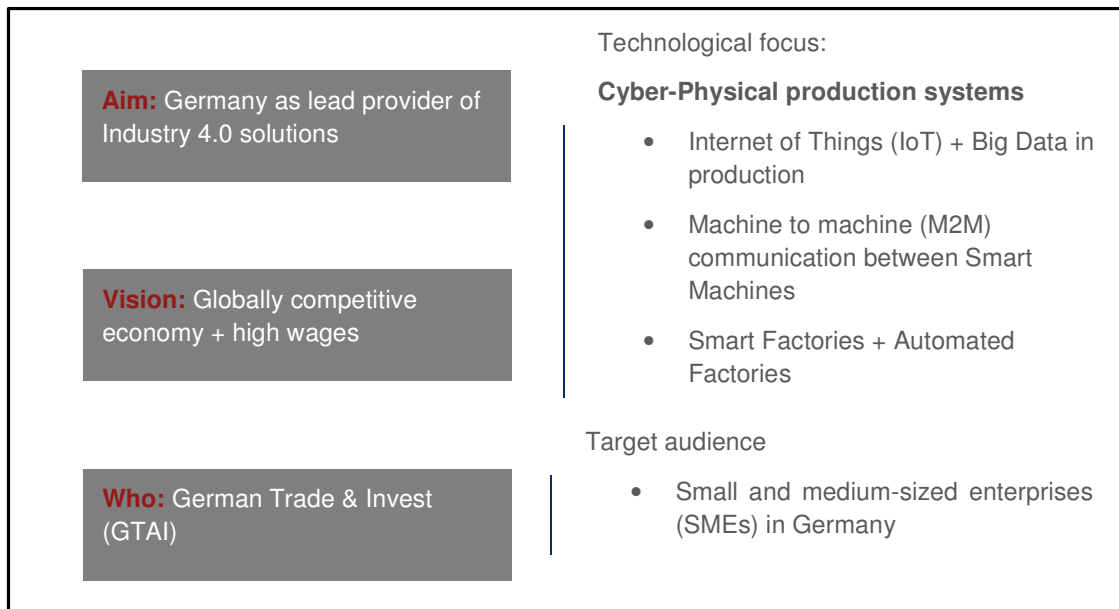 Aim: Germany as lead provider of
Industry 4.0 solutions
Vision: Globally competitive
economy + high wages
Who: German Trade & Invest
(GTAI)
Technological focus:
Cyber-Physical production systems
• Internet of Things (IoT) + Big Data in
production
• Machine to machine (M2M)
communication between Smart
Machines
• Smart Factories + Automated
Factories
Target audience
• Small and medium-sized enterprises
(SMEs) in Germany